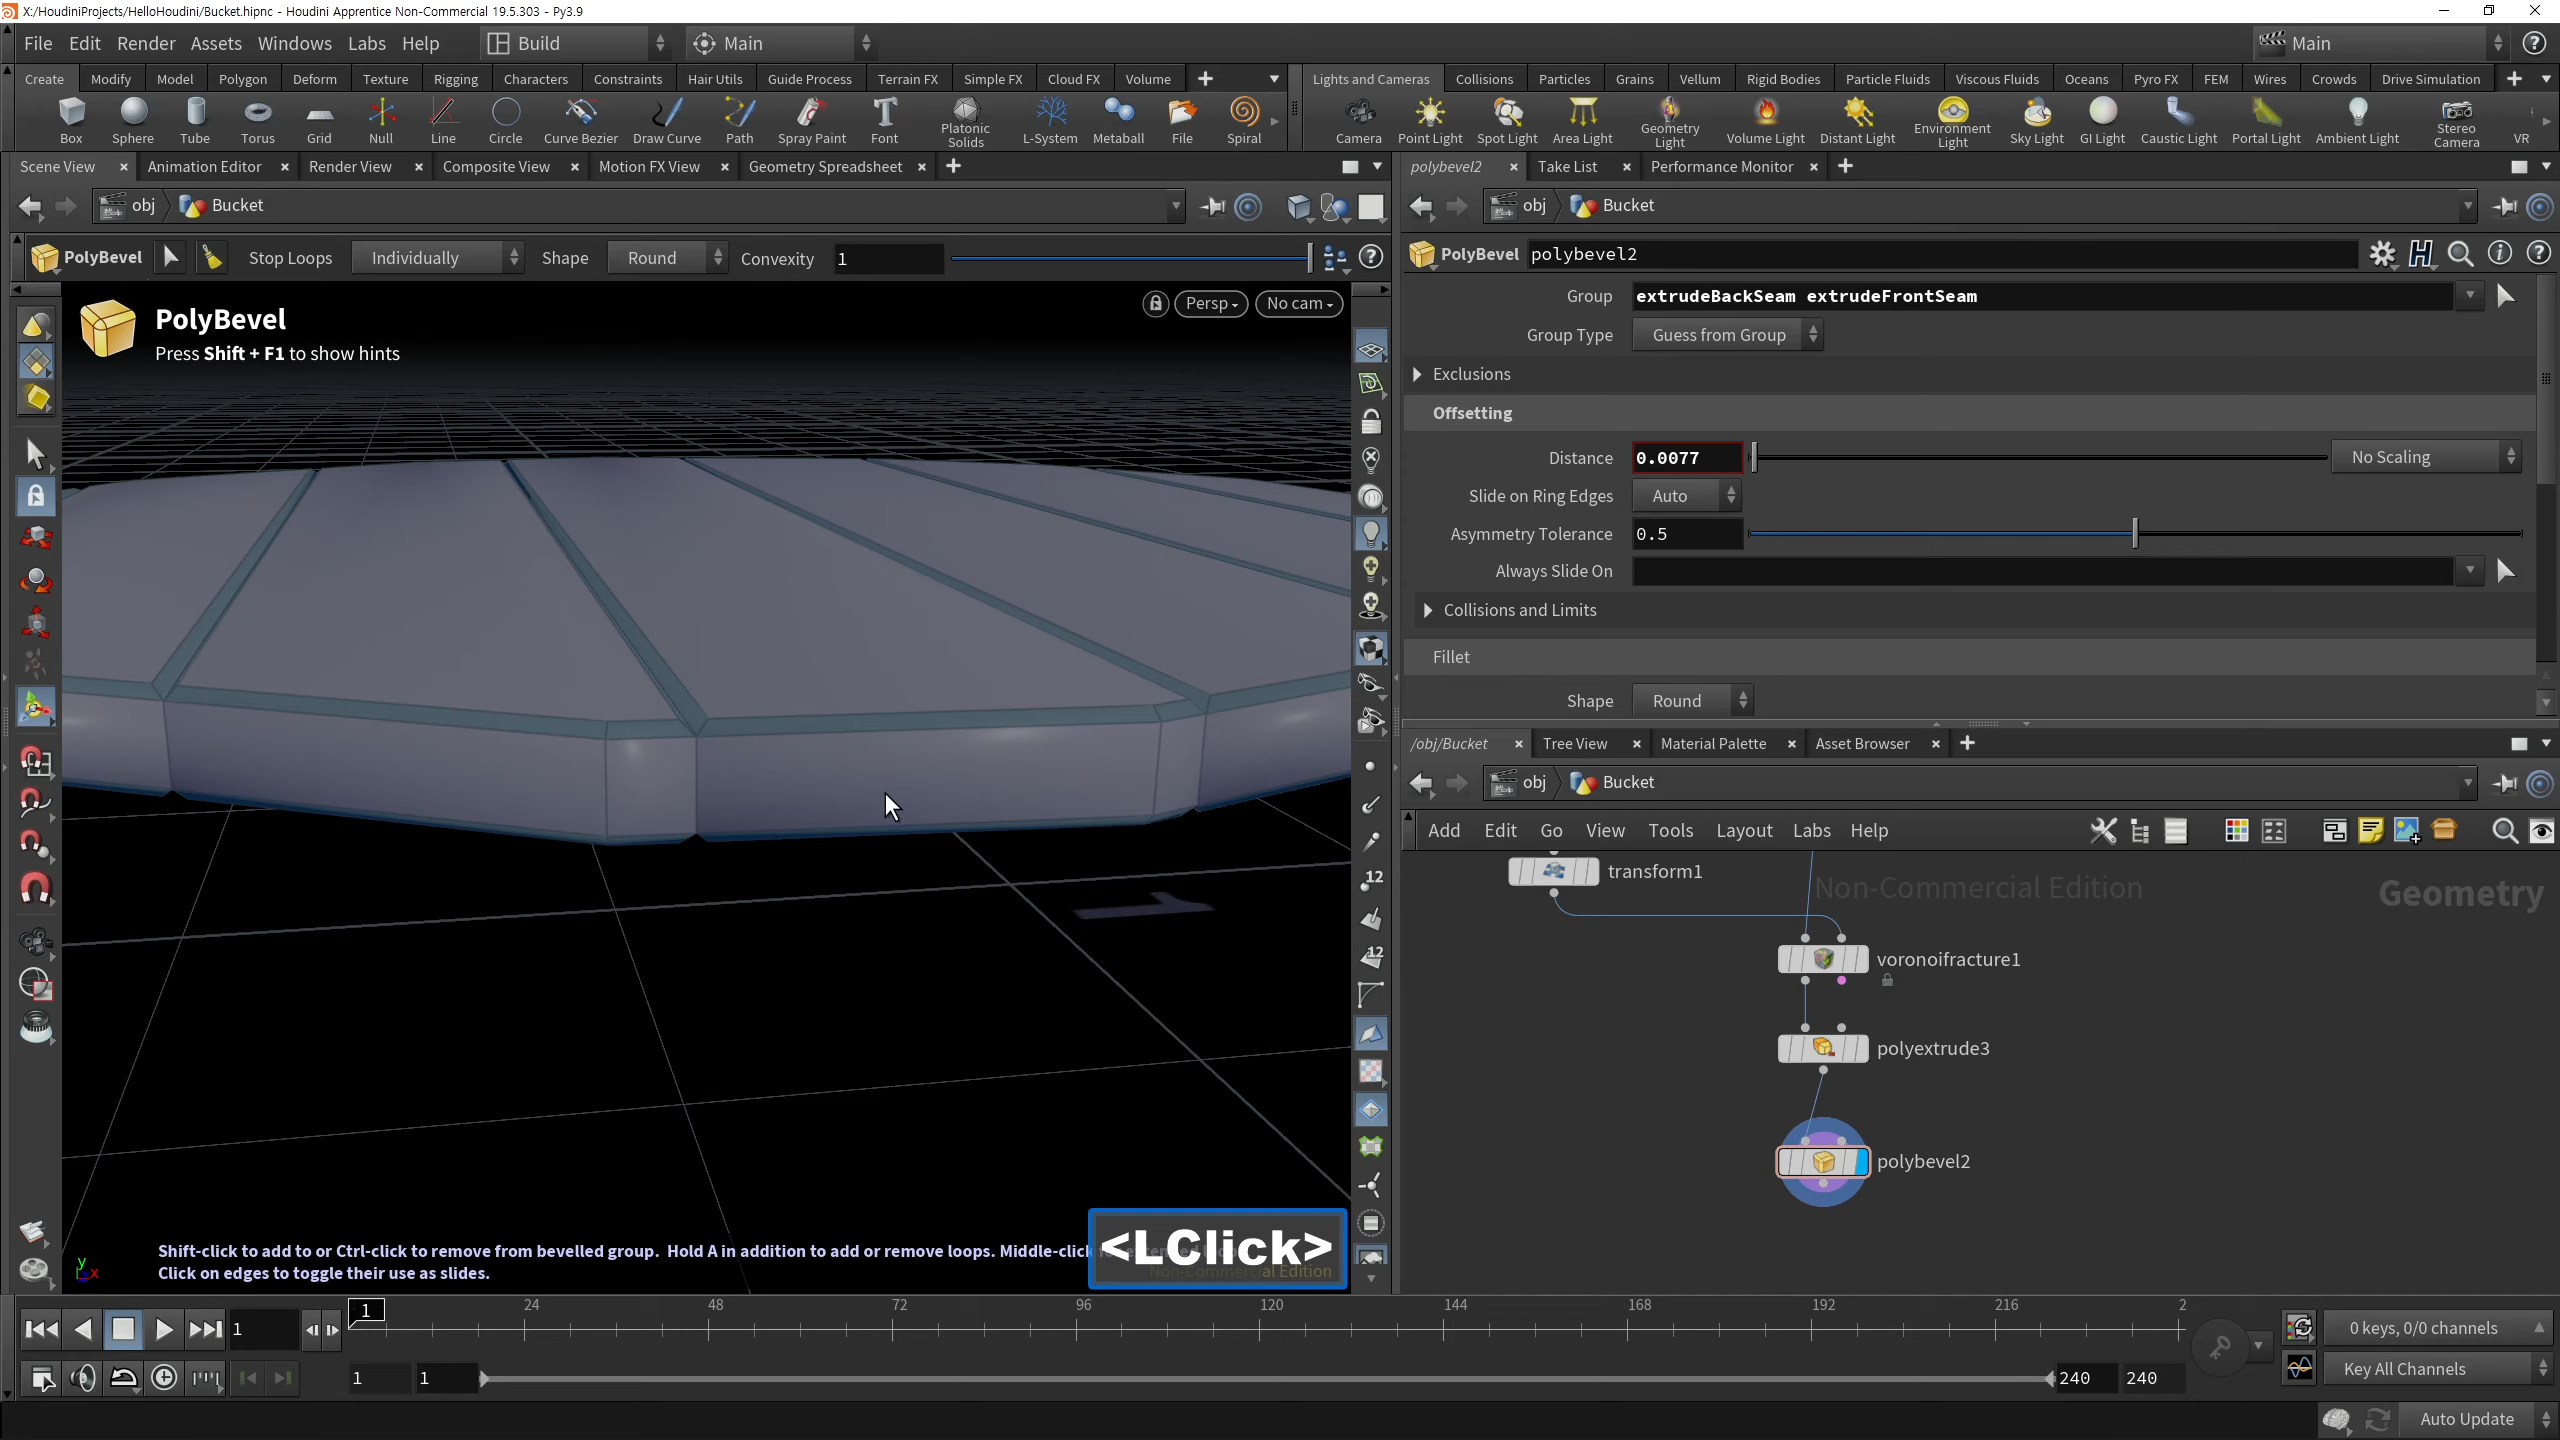 X:/HoudiniProjects/HelloHoudini/Bucket.hipnc - Houdini Apprentice Non-Commercial 19.5.303 - Py3.9
File Edit Render Assets Windows Labs Help Build Main Main
Create Modify Model Polygon Deform Texture Rigging Characters Constraints Hair Utils Guide Process Terrain FX Simple FX Cloud FX Volume
Lights and Cameras Collisions Particles Grains Vellum Rigid Bodies Particle Fluids Viscous Fluids Oceans Pyro FX FEM Wires Crowds Drive Simulation
Box Sphere Tube Torus Grid Null Line Circle Curve Bezier Draw Curve Path Spray Paint Font Platonic Solids L-System Metaball File Spiral
Camera Point Light Spot Light Area Light Geometry Light Volume Light Distant Light Environment Light Sky Light GI Light Caustic Light Portal Light Ambient Light Stereo Camera VR
Scene View Animation Editor Render View Composite View Motion FX View Geometry Spreadsheet
polybevel2 Take List Performance Monitor
obj Bucket
obj Bucket
PolyBevel Stop Loops Individually Shape Round Convexity 1
PolyBevel polybevel2
PolyBevel
Press Shift + F1 to show hints
Persp No cam
Group extrudeBackSeam extrudeFrontSeam
Group Type Guess from Group
Exclusions
Offsetting
Distance 0.0077 No Scaling
Slide on Ring Edges Auto
Asymmetry Tolerance 0.5
Always Slide On
Collisions and Limits
Fillet
Shape Round
/obj/Bucket Tree View Material Palette Asset Browser
obj Bucket
Add Edit Go View Tools Layout Labs Help
12
12
1
transform1
Non-Commercial Edition
Geometry
voronoifracture1
polyextrude3
polybevel2
Shift-click to add to or Ctrl-click to remove from bevelled group. Hold A in addition to add or remove loops. Middle-click
Click on edges to toggle their use as slides.
<LClick>
Non-Commercial Edition
y x
1 1 24 48 72 96 120 144 168 192 216 2
0 keys, 0/0 channels
1 1 240 240
Key All Channels
Auto Update